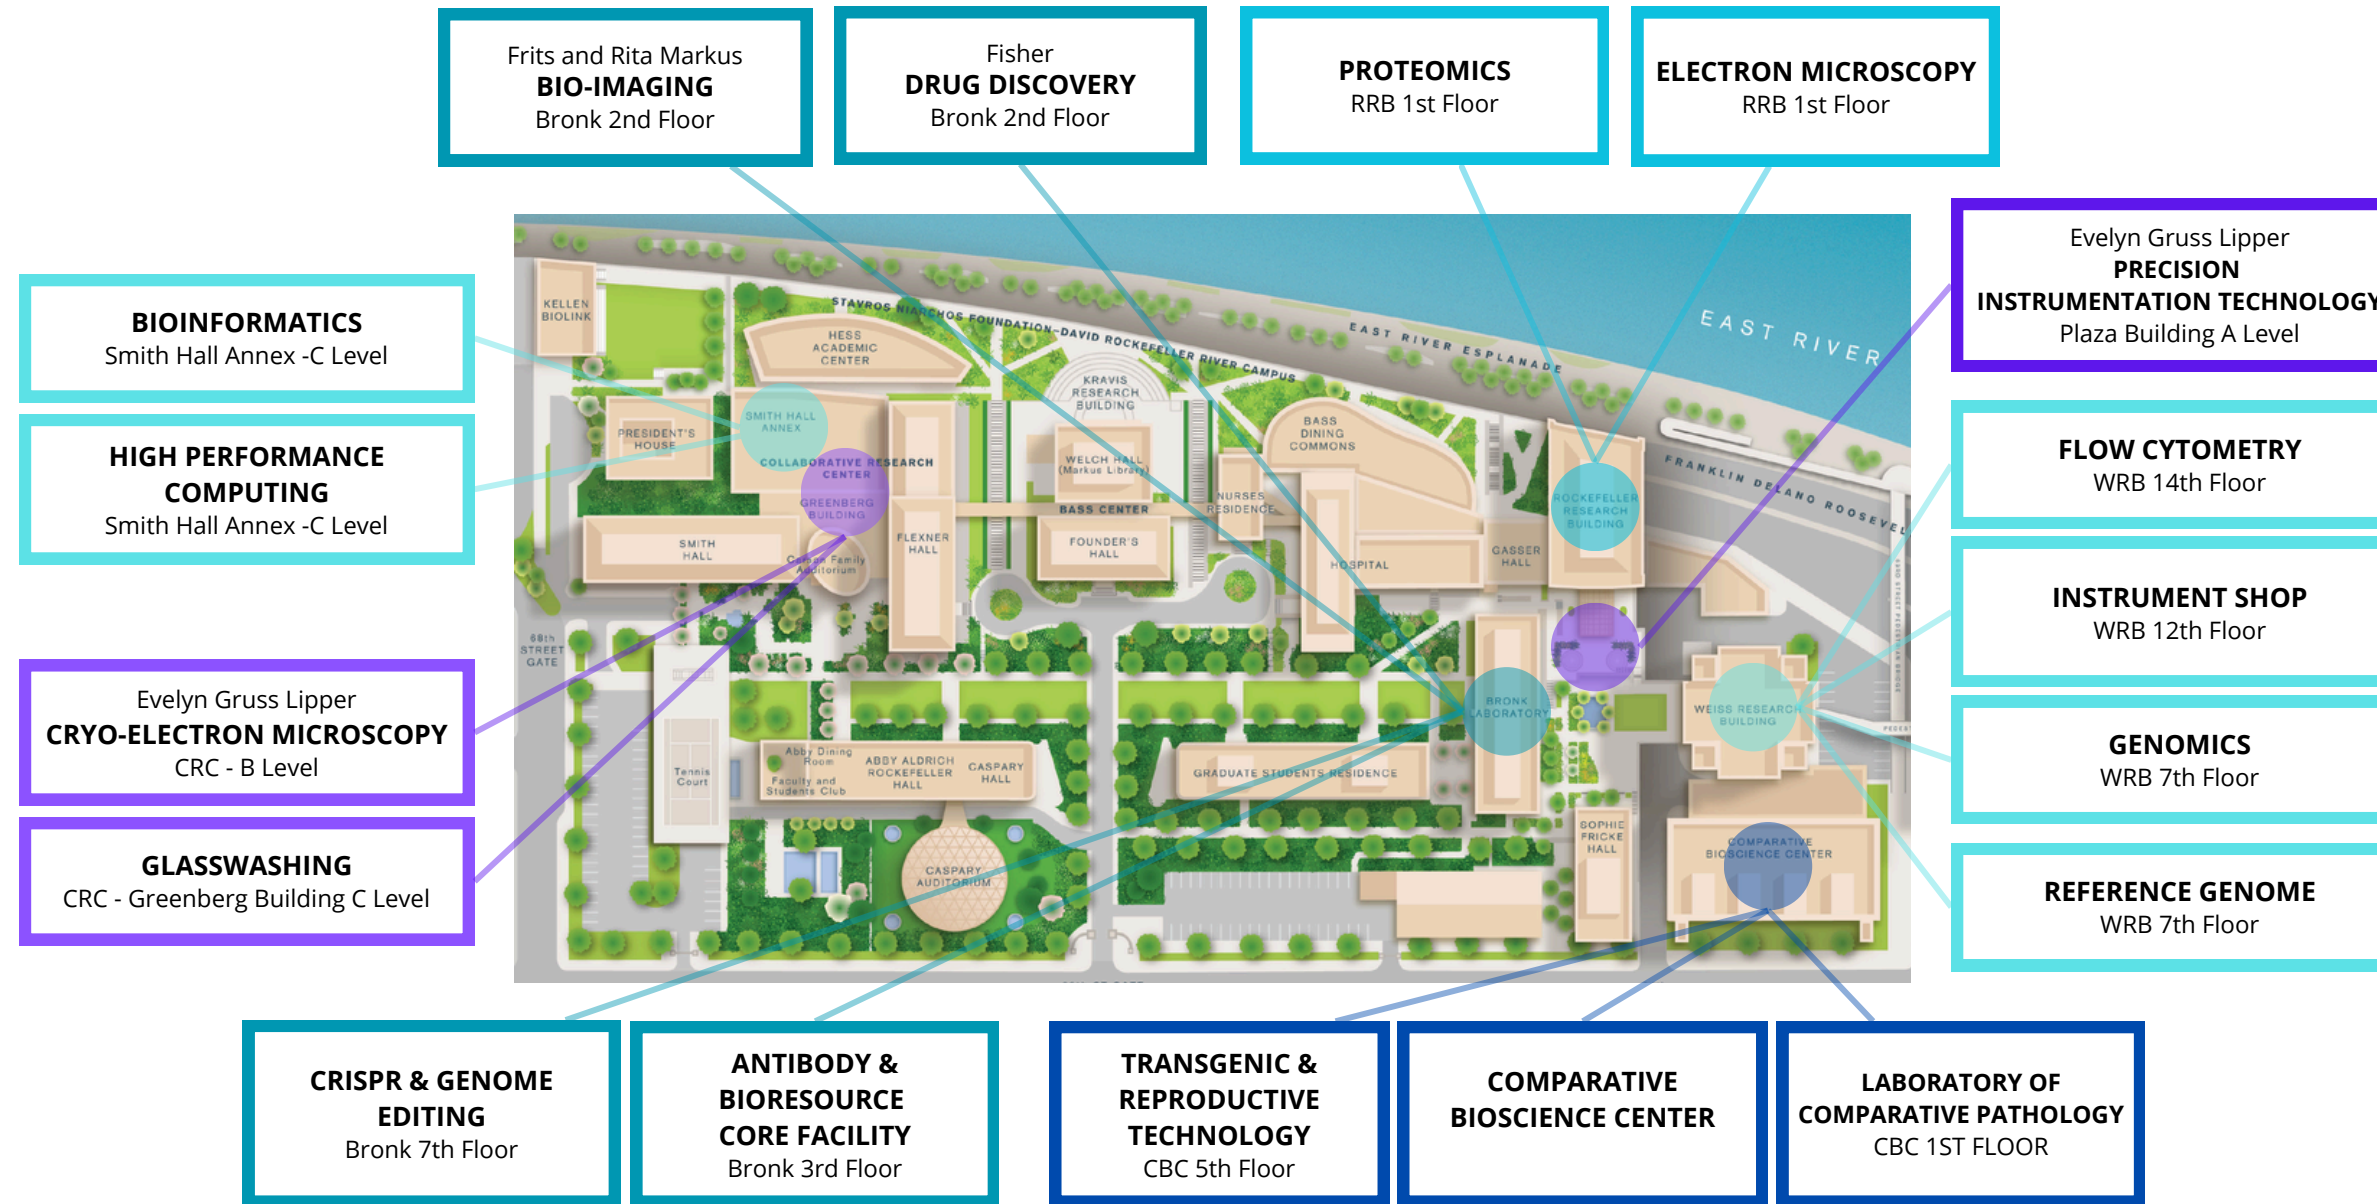 Frits and Rita Markus
BIO-IMAGING
Bronk 2nd Floor
Fisher
DRUG DISCOVERY
Bronk 2nd Floor
PROTEOMICS
RRB 1st Floor
ELECTRON MICROSCOPY
RRB 1st Floor
Evelyn Gruss Lipper
PRECISION
INSTRUMENTATION TECHNOLOGY
Plaza Building A Level
BIOINFORMATICS
Smith Hall Annex -C Level
HIGH PERFORMANCE
COMPUTING
Smith Hall Annex -C Level
Evelyn Gruss Lipper
CRYO-ELECTRON MICROSCOPY
CRC - B Level
GLASSWASHING
CRC - Greenberg Building C Level
FLOW CYTOMETRY
WRB 14th Floor
INSTRUMENT SHOP
WRB 12th Floor
GENOMICS
WRB 7th Floor
REFERENCE GENOME
WRB 7th Floor
KELLEN
BIOLINK
HESS
ACADEMIC
CENTER
STAVROS NIARCHOS FOUNDATION–DAVID ROCKEFELLER RIVER CAMPUS
EAST RIVER ESPLANADE
EAST RIVER
KRAVIS
RESEARCH
BUILDING
PRESIDENT'S
HOUSE
SMITH HALL
ANNEX
COLLABORATIVE RESEARCH
CENTER
GREENBERG
BUILDING
WELCH HALL
(Markus Library)
BASS
DINING
COMMONS
NURSES
RESIDENCE
BASS CENTER
ROCKEFELLER
RESEARCH
BUILDING
FRANKLIN DELANO ROOSEVEL
SMITH
HALL
Carson Family
Auditorium
FLEXNER
HALL
FOUNDER'S
HALL
HOSPITAL
GASSER
HALL
68th
STREET
GATE
BRONK
LABORATORY
WEISS RESEARCH
BUILDING
Tennis
Court
Abby Dining
Room
Faculty and
Students Club
ABBY ALDRICH
ROCKEFELLER
HALL
CASPARY
HALL
GRADUATE STUDENTS RESIDENCE
SOPHIE
FRICKE
HALL
COMPARATIVE
BIOSCIENCE CENTER
CASPARY
AUDITORIUM
CRISPR & GENOME
EDITING
Bronk 7th Floor
ANTIBODY &
BIORESOURCE
CORE FACILITY
Bronk 3rd Floor
TRANSGENIC &
REPRODUCTIVE
TECHNOLOGY
CBC 5th Floor
COMPARATIVE
BIOSCIENCE CENTER
LABORATORY OF
COMPARATIVE PATHOLOGY
CBC 1ST FLOOR